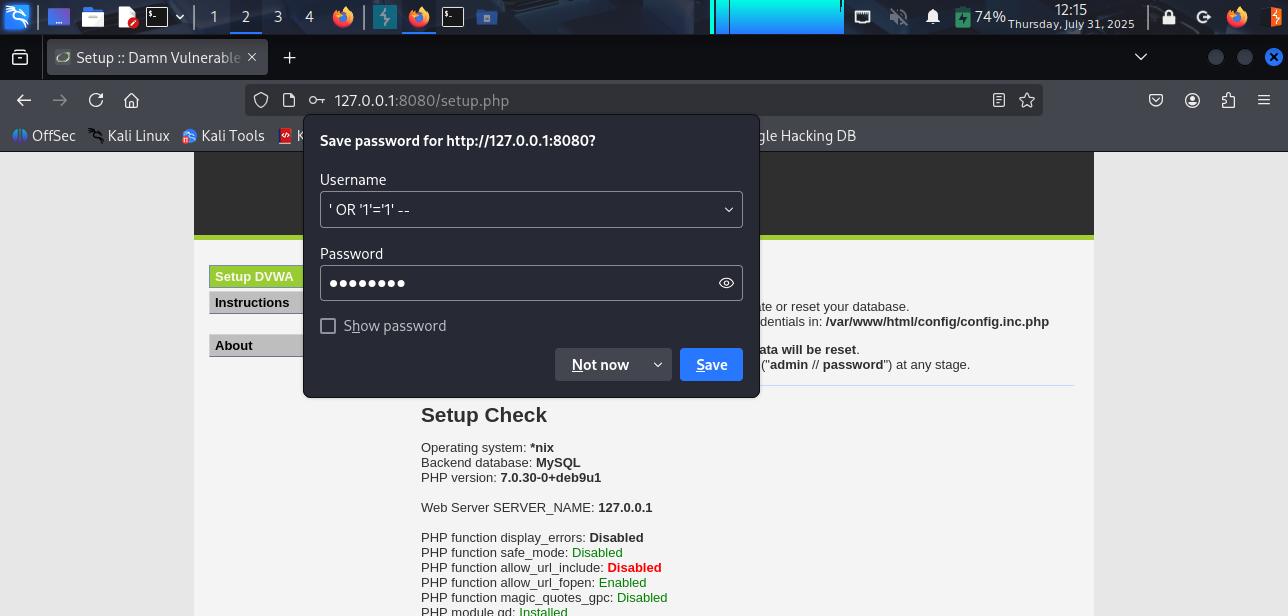 1 2 3 4 74% 12:15
Thursday, July 31, 2025
Setup :: Damn Vulnerable
127.0.0.1:8080/setup.php
OffSec Kali Linux Kali Tools Hacking DB
Save password for http://127.0.0.1:8080?
Username
' OR '1'='1' --
Password
●●●●●●●●
Show password
Not now Save
Setup DVWA
Instructions
About
or reset your database.
in: /var/www/html/config/config.inc.php
will be reset.
("admin // password") at any stage.
Setup Check
Operating system: *nix
Backend database: MySQL
PHP version: 7.0.30-0+deb9u1
Web Server SERVER_NAME: 127.0.0.1
PHP function display_errors: Disabled
PHP function safe_mode: Disabled
PHP function allow_url_include: Disabled
PHP function allow_url_fopen: Enabled
PHP function magic_quotes_gpc: Disabled
PHP module gd: Installed